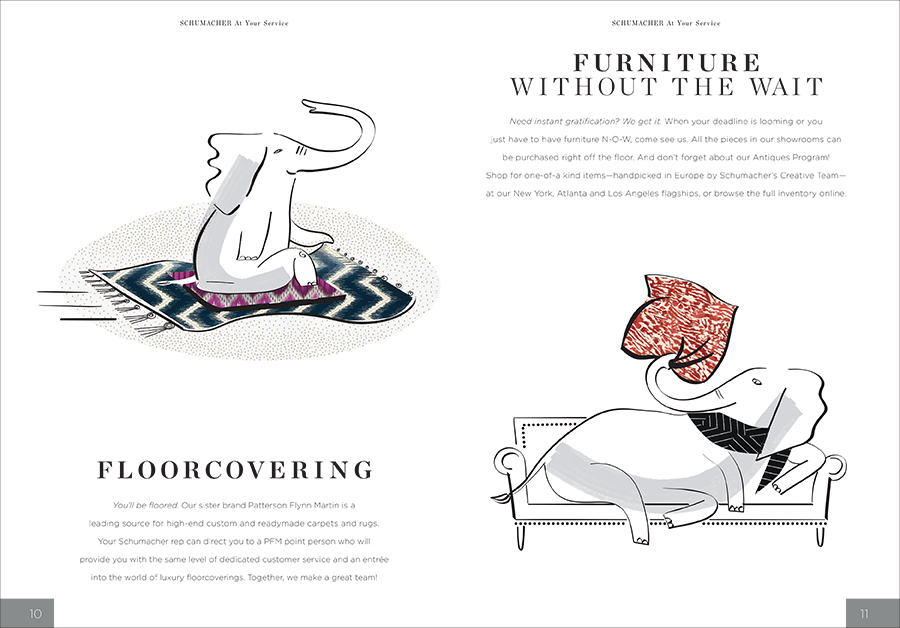 SCHUMACHER At Your Service
FLOORCOVERING
You'll be floored. Our sister brand Patterson Flynn Martin is a
leading source for high-end custom and readymade carpets and rugs.
Your Schumacher rep can direct you to a PFM point person who will
provide you with the same level of dedicated customer service and an entrée
into the world of luxury floorcoverings. Together, we make a great team!
10
SCHUMACHER At Your Service
FURNITURE
WITHOUT THE WAIT
Need instant gratification? We get it. When your deadline is looming or you
just have to have furniture N-O-W, come see us. All the pieces in our showrooms can
be purchased right off the floor. And don't forget about our Antiques Program!
Shop for one-of-a kind items—handpicked in Europe by Schumacher's Creative Team—
at our New York, Atlanta and Los Angeles flagships, or browse the full inventory online.
11